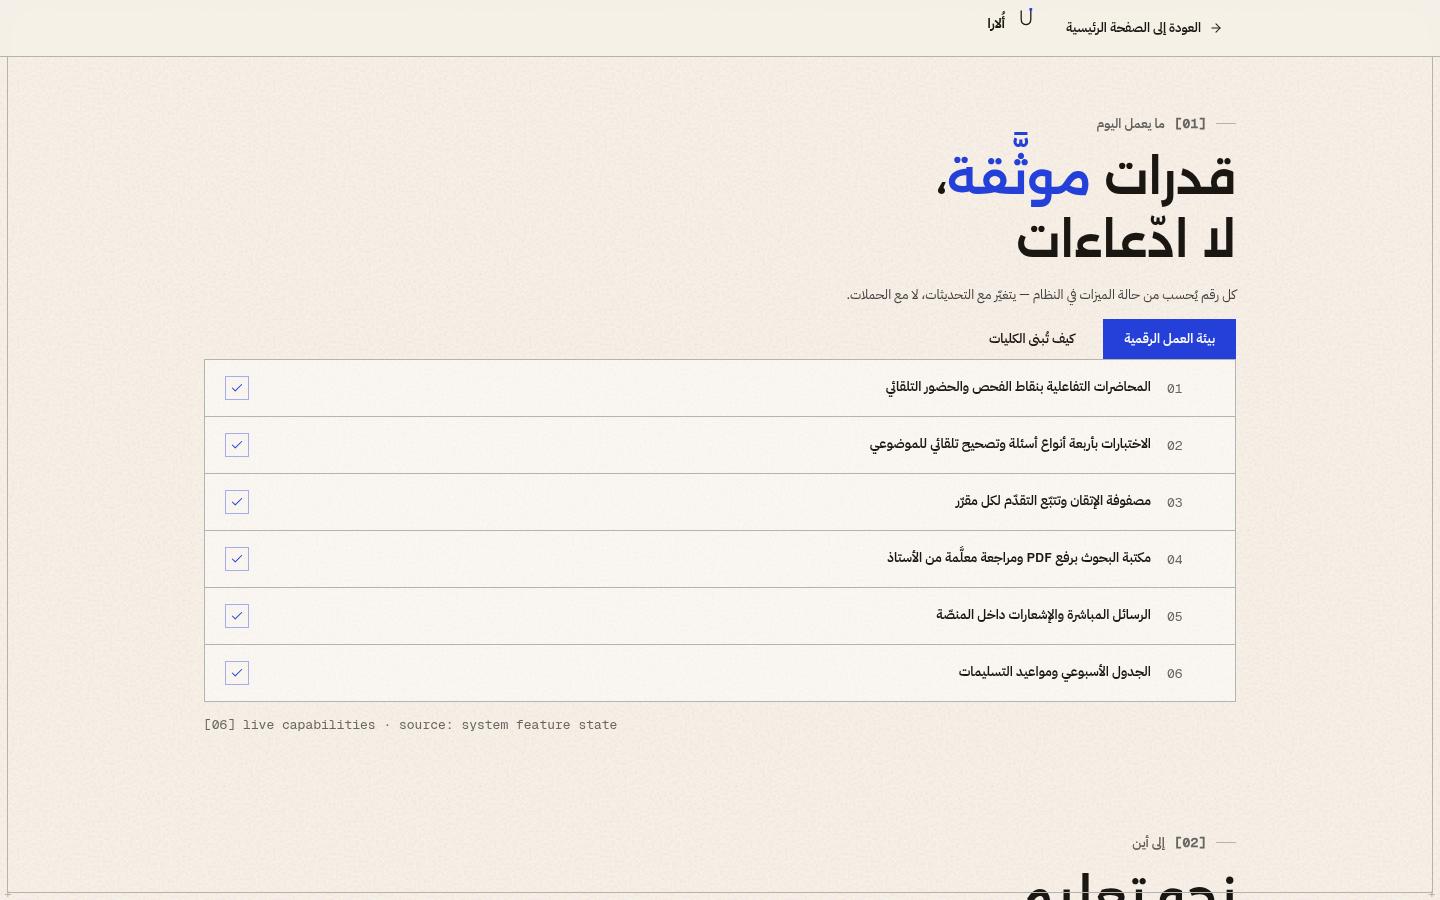 العودة إلى الصفحة الرئيسية
أُلارا
[01] ما يعمل اليوم
قدرات موثَّقة،
لا ادّعاءات
كل رقم يُحسب من حالة الميزات في النظام — يتغيّر مع التحديثات، لا مع الحملات.
بيئة العمل الرقمية
كيف تُبنى الكليات
01 المحاضرات التفاعلية بنقاط الفحص والحضور التلقائي
02 الاختبارات بأربعة أنواع أسئلة وتصحيح تلقائي للموضوعي
03 مصفوفة الإتقان وتتبّع التقدّم لكل مقرّر
04 مكتبة البحوث برفع PDF ومراجعة معلَّمة من الأستاذ
05 الرسائل المباشرة والإشعارات داخل المنصّة
06 الجدول الأسبوعي ومواعيد التسليمات
[06] live capabilities · source: system feature state
[02] إلى أين
نحو تعليم